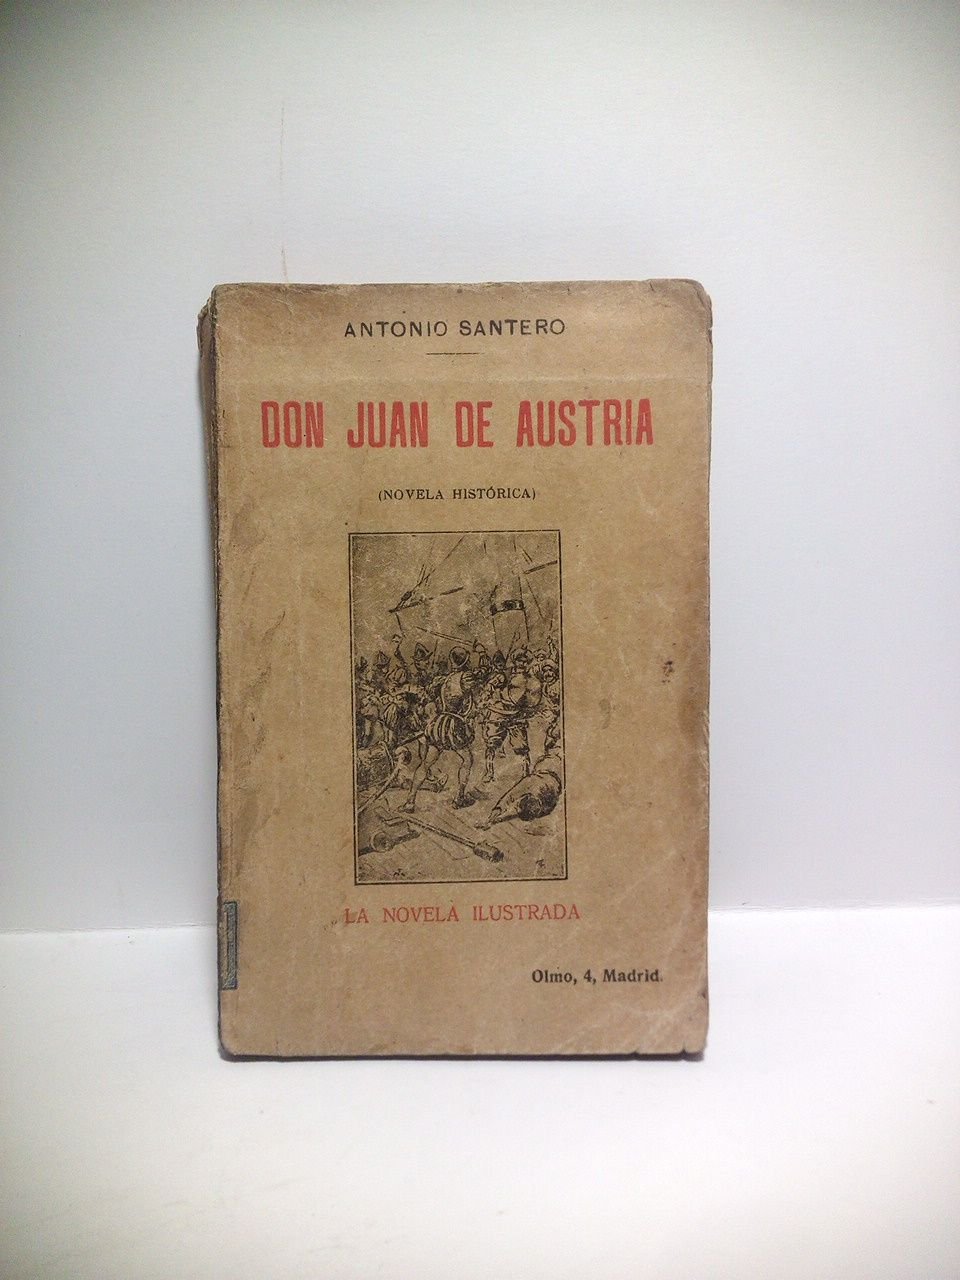 ANTONIO SANTERO
DON JUAN DE AUSTRIA
(NOVELA HISTÓRICA)
LA NOVELA ILUSTRADA
Olmo, 4, Madrid.